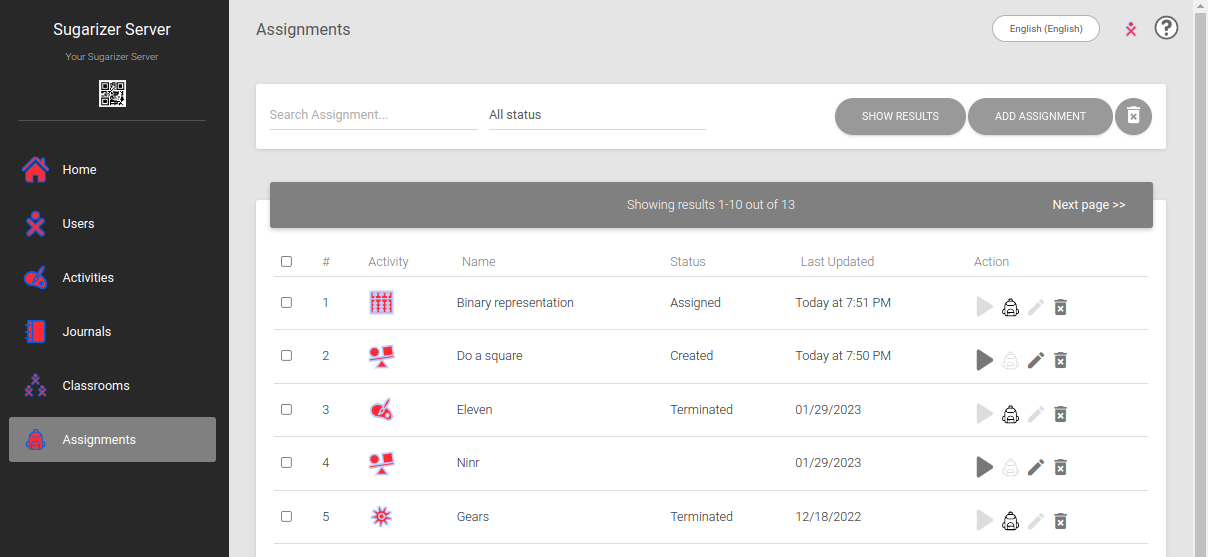 Sugarizer Server
Your Sugarizer Server
Home
Users
Activities
Journals
Classrooms
Assignments
Assignments
English (English)
?
Search Assignment...
All status
SHOW RESULTS
ADD ASSIGNMENT
Showing results 1-10 out of 13
Next page >>
# Activity Name Status Last Updated Action
1 Binary representation Assigned Today at 7:51 PM
2 Do a square Created Today at 7:50 PM
3 Eleven Terminated 01/29/2023
4 Ninr 01/29/2023
5 Gears Terminated 12/18/2022